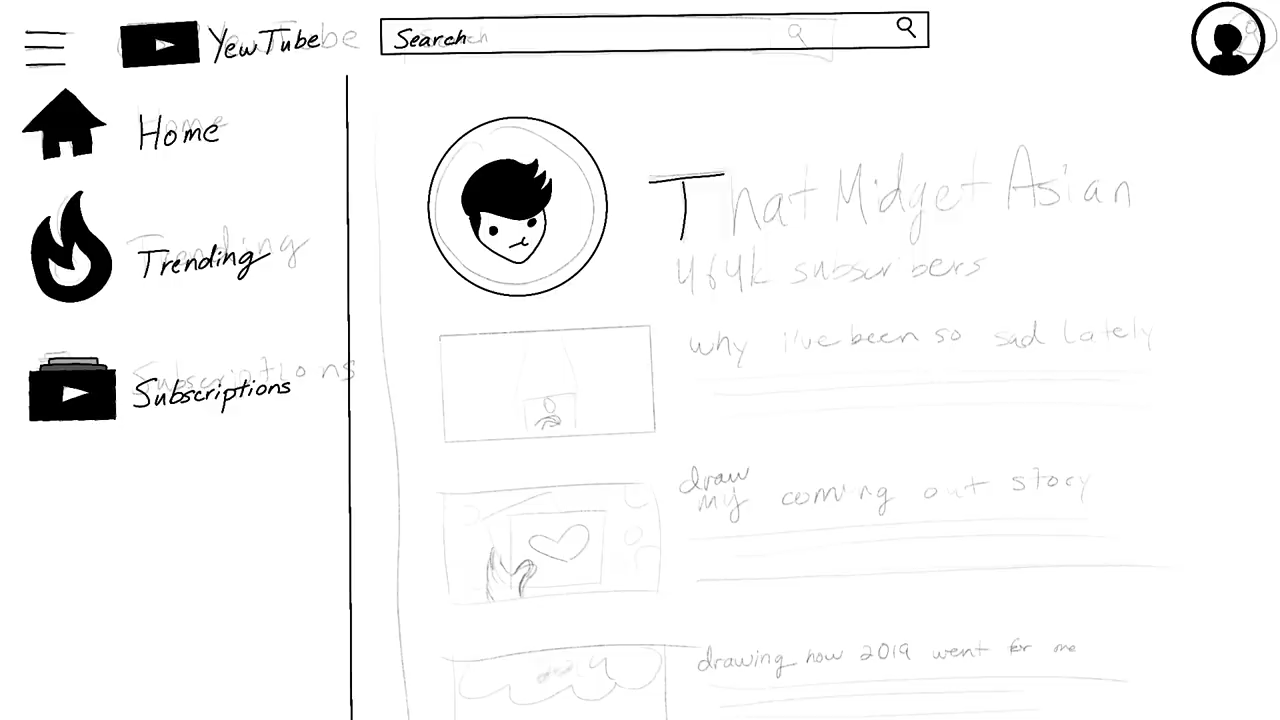 YewTube
Search
Home
Trending
Subscriptions
That Midget Asian
464k subscribers
why i've been so sad lately
draw
my coming out story
drawing how 2019 went for me